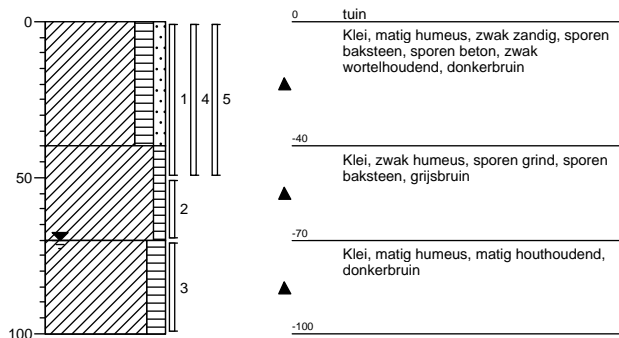 0
50
100
1
4
5
2
3
0
tuin
Klei, matig humeus, zwak zandig, sporen
baksteen, sporen beton, zwak
wortelhoudend, donkerbruin
-40
Klei, zwak humeus, sporen grind, sporen
baksteen, grijsbruin
-70
Klei, matig humeus, matig houthoudend,
donkerbruin
-100